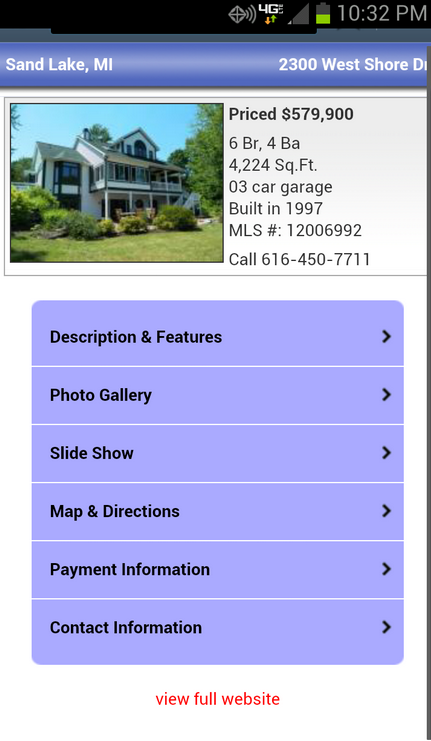 4G 10:32 PM
Sand Lake, MI 2300 West Shore Dr
Priced $579,900
6 Br, 4 Ba
4,224 Sq.Ft.
03 car garage
Built in 1997
MLS #: 12006992
Call 616-450-7711
Description & Features
Photo Gallery
Slide Show
Map & Directions
Payment Information
Contact Information
view full website